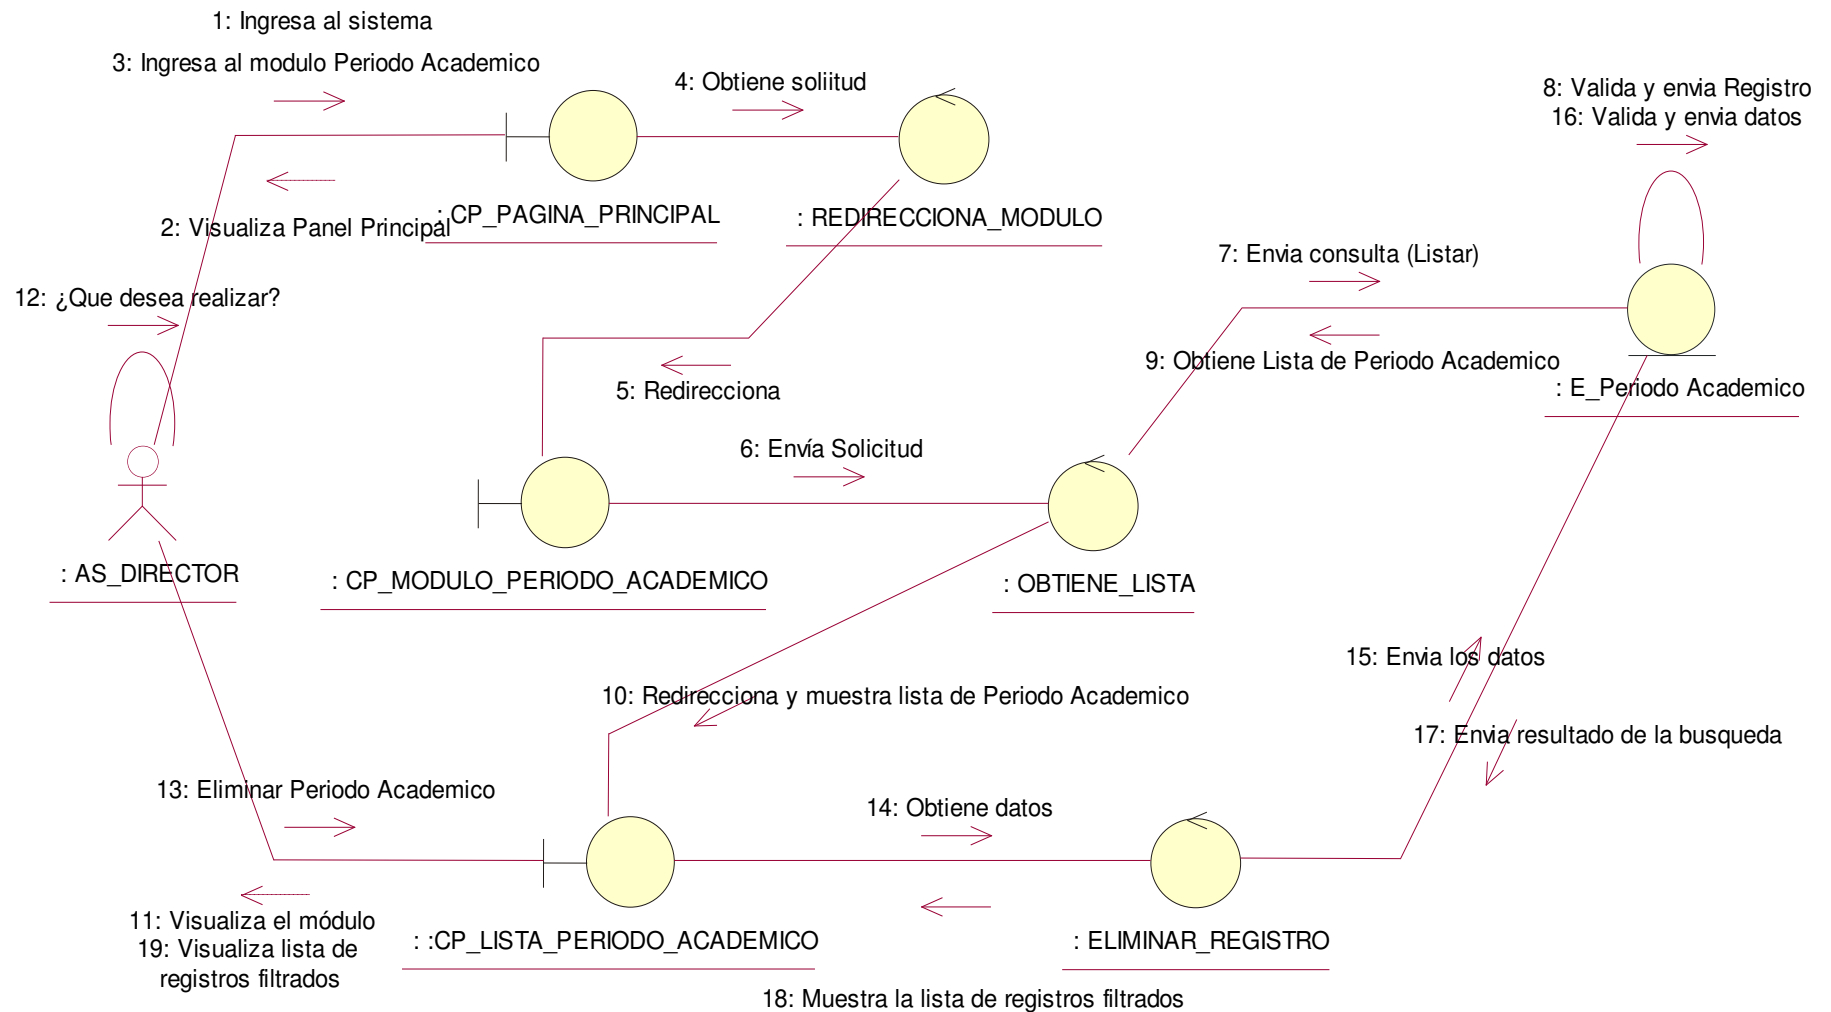 1: Ingresa al sistema
3: Ingresa al modulo Periodo Academico
4: Obtiene soliitud
8: Valida y envia Registro
16: Valida y envia datos
: CP_PAGINA_PRINCIPAL
: REDIRECCIONA_MODULO
2: Visualiza Panel Principal
7: Envia consulta (Listar)
12: ¿Que desea realizar?
9: Obtiene Lista de Periodo Academico
5: Redirecciona
: E_Periodo Academico
6: Envía Solicitud
: AS_DIRECTOR
: CP_MODULO_PERIODO_ACADEMICO
: OBTIENE_LISTA
15: Envia los datos
10: Redirecciona y muestra lista de Periodo Academico
17: Envia resultado de la busqueda
13: Eliminar Periodo Academico
14: Obtiene datos
11: Visualiza el módulo
19: Visualiza lista de
registros filtrados
: :CP_LISTA_PERIODO_ACADEMICO
: ELIMINAR_REGISTRO
18: Muestra la lista de registros filtrados